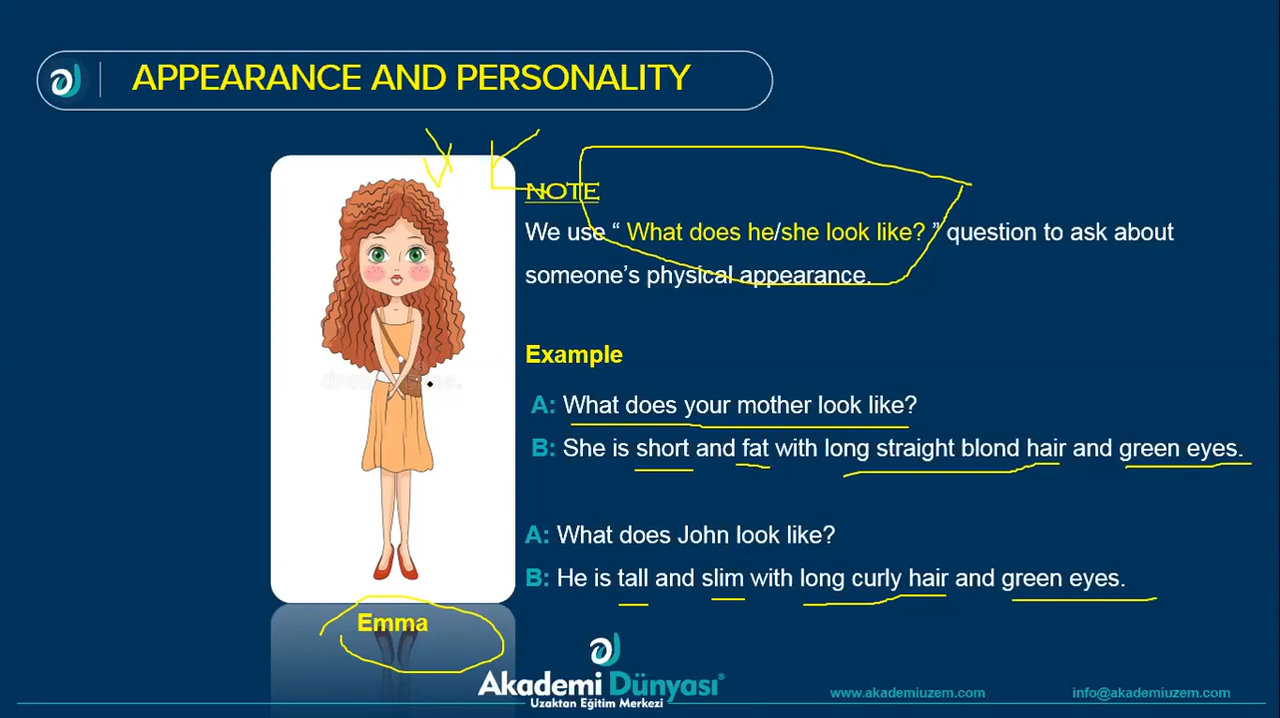 APPEARANCE AND PERSONALITY
NOTE
We use “ What does he/she look like? ” question to ask about
someone’s physical appearance.
Example
A: What does your mother look like?
B: She is short and fat with long straight blond hair and green eyes.
A: What does John look like?
B: He is tall and slim with long curly hair and green eyes.
Emma
Akademi Dünyası®
Uzaktan Eğitim Merkezi
www.akademiuzem.com
info@akademiuzem.com